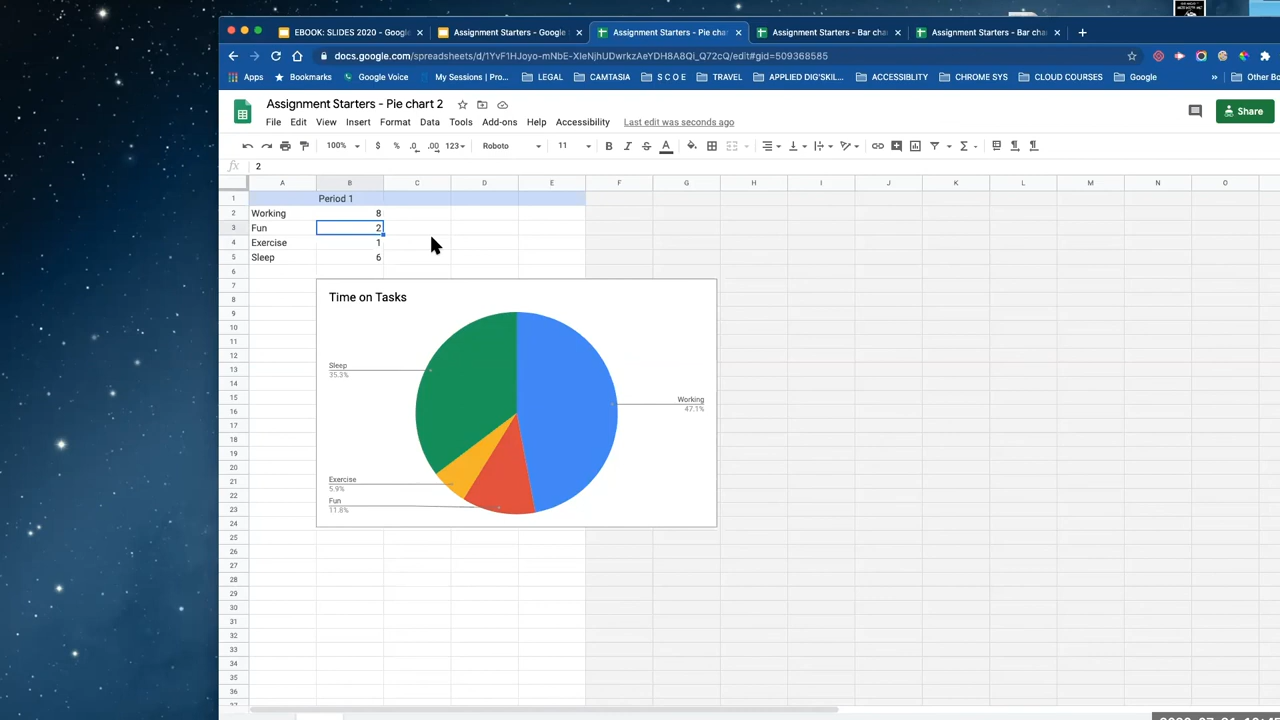 EBOOK: SLIDES 2020 - Google
Assignment Starters - Google S
Assignment Starters - Pie char
Assignment Starters - Bar cha
Assignment Starters - Bar cha
docs.google.com/spreadsheets/d/1YvF1HJoyo-mNbE-XIeNjhUDwrkzAeYDH8A8Qi_Q72cQ/edit#gid=509368585
Apps
Bookmarks
Google Voice
My Sessions | Pro...
LEGAL
CAMTASIA
S C O E
TRAVEL
APPLIED DIG'SKIL...
ACCESSIBLITY
CHROME SYS
CLOUD COURSES
Google
»
Other Bo
Assignment Starters - Pie chart 2
File Edit View Insert Format Data Tools Add-ons Help Accessibility Last edit was seconds ago
Share
100% $ % .0 .00 123 Roboto 11 B I S A
fx 2
A B C D E F G H I J K L M N O
1 Period 1
2 Working 8
3 Fun 2
4 Exercise 1
5 Sleep 6
6
7
8 Time on Tasks
9
10
11
12
13 Sleep
35.3%
14
15 Working
47.1%
16
17
18
19
20
21 Exercise
5.9%
22
Fun
23 11.8%
24
25
26
27
28
29
30
31
32
33
34
35
36